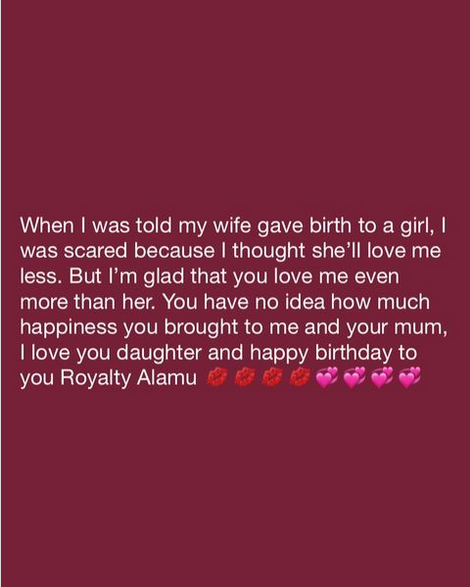 When I was told my wife gave birth to a girl, I
was scared because I thought she’ll love me
less. But I’m glad that you love me even
more than her. You have no idea how much
happiness you brought to me and your mum,
I love you daughter and happy birthday to
you Royalty Alamu 💋💋💋💋💞💞💞💞